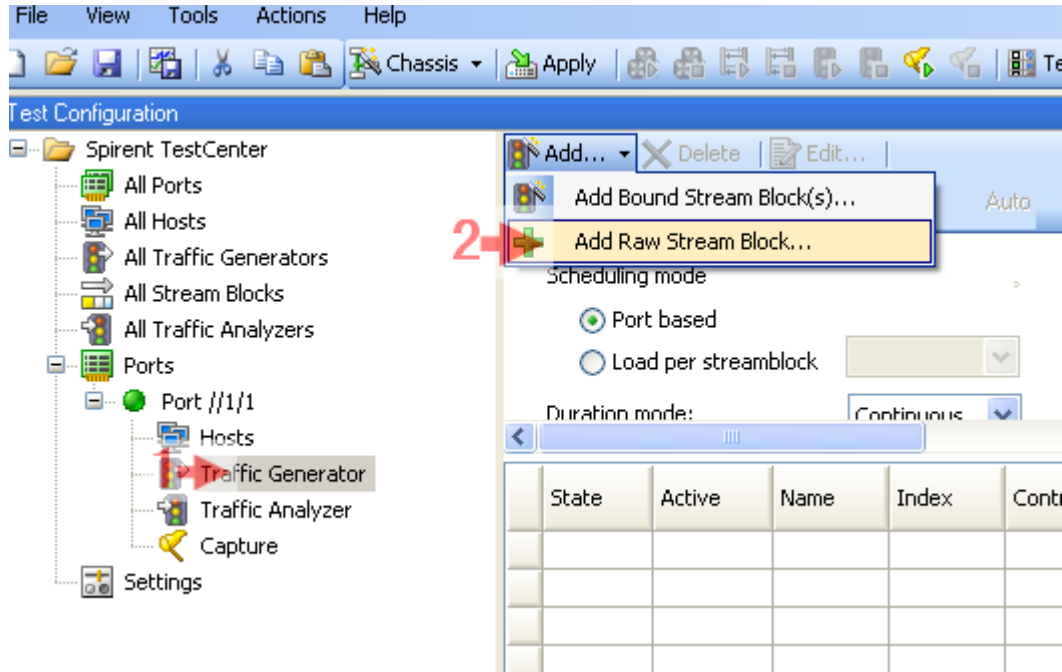 File View Tools Actions Help
Chassis Apply Te
Test Configuration
Spirent TestCenter
All Ports
All Hosts
All Traffic Generators
All Stream Blocks
All Traffic Analyzers
Ports
Port //1/1
Hosts
1
Traffic Generator
Traffic Analyzer
Capture
Settings
Add... Delete Edit...
Add Bound Stream Block(s)...
Auto
2
Add Raw Stream Block...
Scheduling mode
Port based
Load per streamblock
Duration mode: Continuous
State Active Name Index Contr